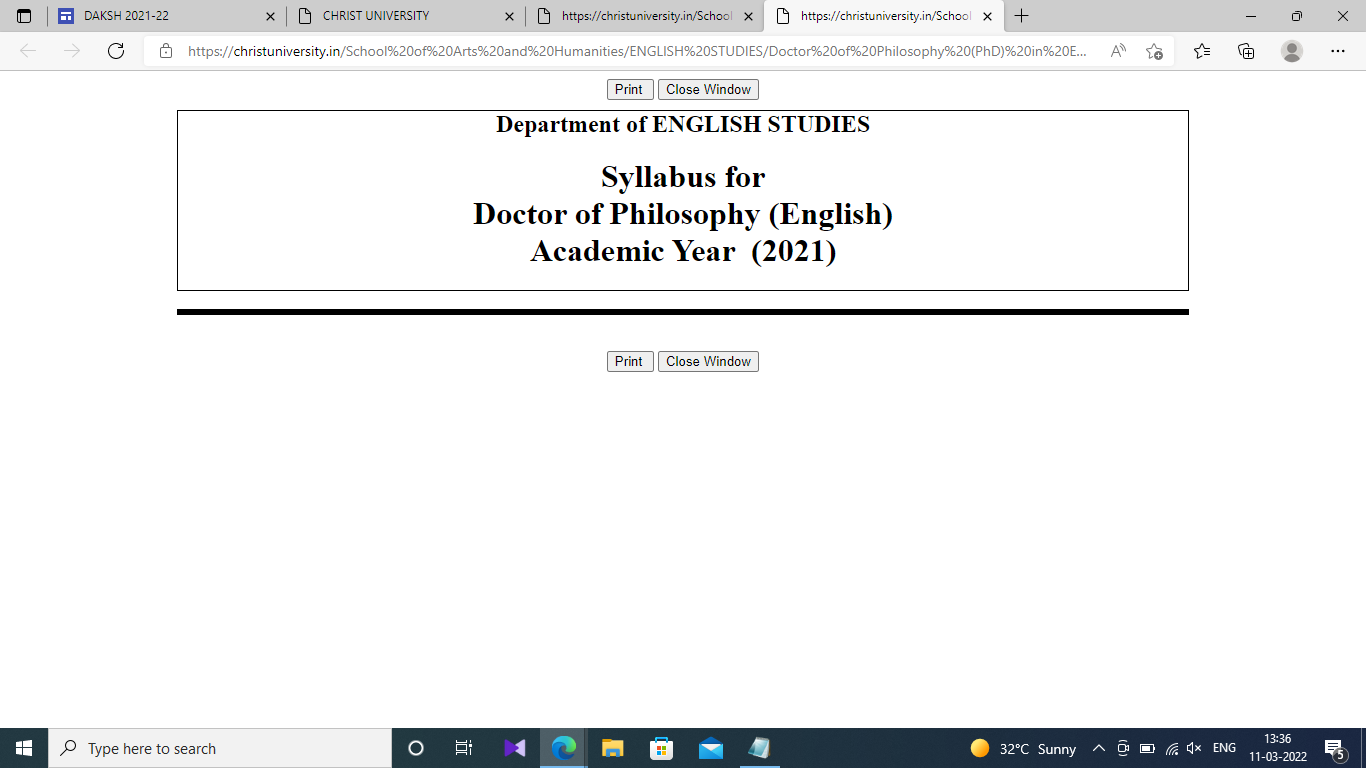 DAKSH 2021-22
CHRIST UNIVERSITY
https://christuniversity.in/School
https://christuniversity.in/School
https://christuniversity.in/School%20of%20Arts%20and%20Humanities/ENGLISH%20STUDIES/Doctor%20of%20Philosophy%20(PhD)%20in%20E...
Print Close Window
Department of ENGLISH STUDIES
Syllabus for
Doctor of Philosophy (English)
Academic Year (2021)
Print Close Window
Type here to search
32°C Sunny
ENG
13:36
11-03-2022
5